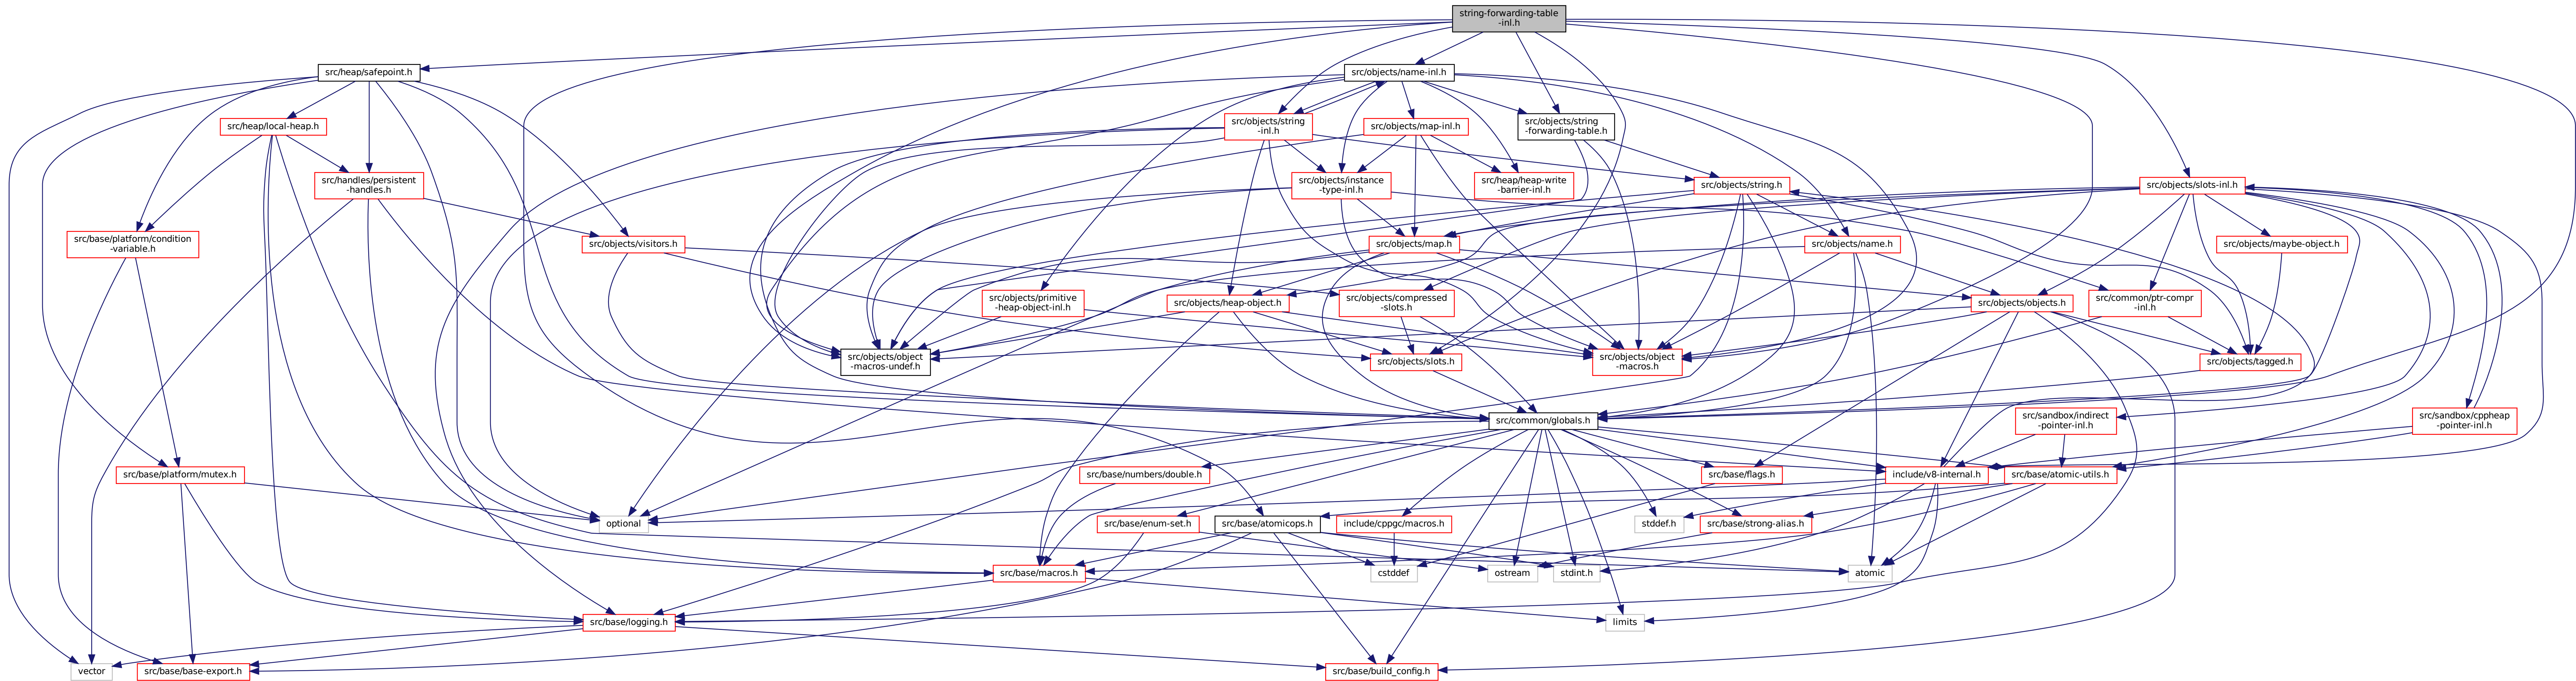 string-forwarding-table
-inl.h
src/heap/safepoint.h
src/objects/name-inl.h
src/heap/local-heap.h
src/objects/string
-inl.h
src/objects/map-inl.h
src/objects/string
-forwarding-table.h
src/handles/persistent
-handles.h
src/objects/instance
-type-inl.h
src/heap/heap-write
-barrier-inl.h
src/objects/string.h
src/objects/slots-inl.h
src/base/platform/condition
-variable.h
src/objects/visitors.h
src/objects/map.h
src/objects/name.h
src/objects/maybe-object.h
src/objects/primitive
-heap-object-inl.h
src/objects/heap-object.h
src/objects/compressed
-slots.h
src/objects/objects.h
src/common/ptr-compr
-inl.h
src/objects/object
-macros-undef.h
src/objects/slots.h
src/objects/object
-macros.h
src/objects/tagged.h
src/common/globals.h
src/sandbox/indirect
-pointer-inl.h
src/sandbox/cppheap
-pointer-inl.h
src/base/platform/mutex.h
src/base/numbers/double.h
src/base/flags.h
include/v8-internal.h
src/base/atomic-utils.h
optional
src/base/enum-set.h
src/base/atomicops.h
include/cppgc/macros.h
stddef.h
src/base/strong-alias.h
src/base/macros.h
cstddef
ostream
stdint.h
atomic
src/base/logging.h
limits
vector
src/base/base-export.h
src/base/build_config.h